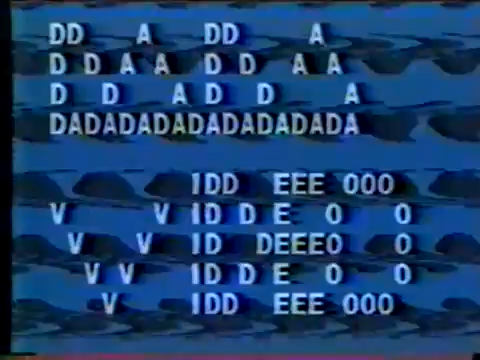 DD   A   DD    A
D D A A  D D  A A
D  D   A D  D    A
DADADADADADADADADA
        IDD  EEE OOO
V     V ID D E  O   O
 V   V  ID  DEEEO   O
  V V   ID D E  O   O
   V    IDD  EEE OOO